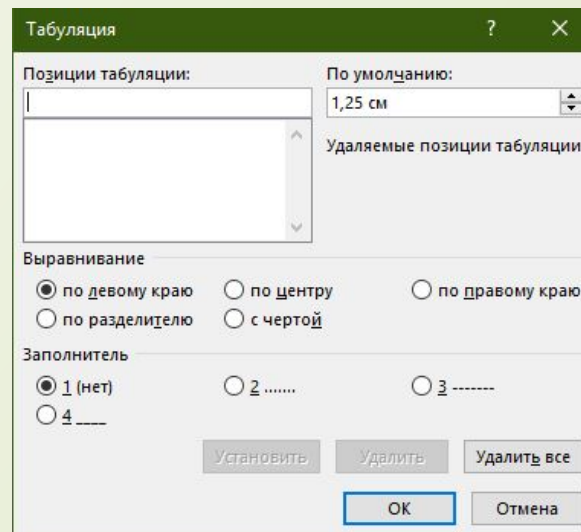 Табуляция ?
Позиции табуляции: По умолчанию:
1,25 см
Удаляемые позиции табуляции
Выравнивание
по левому краю по центру по правому краю
по разделителю с чертой
Заполнитель
1 (нет) 2 ....... 3 -------
4 ____
Установить Удалить Удалить все
ОК Отмена